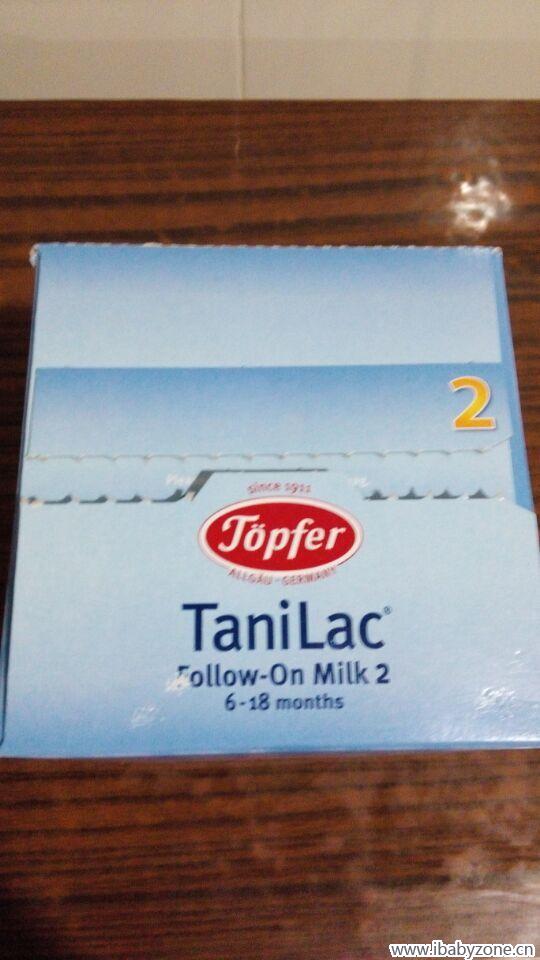 2
since 1911
Töpfer
ALLGÄU - GERMANY
TaniLac®
Follow-On Milk 2
6-18 months
www.ibabyzone.cn